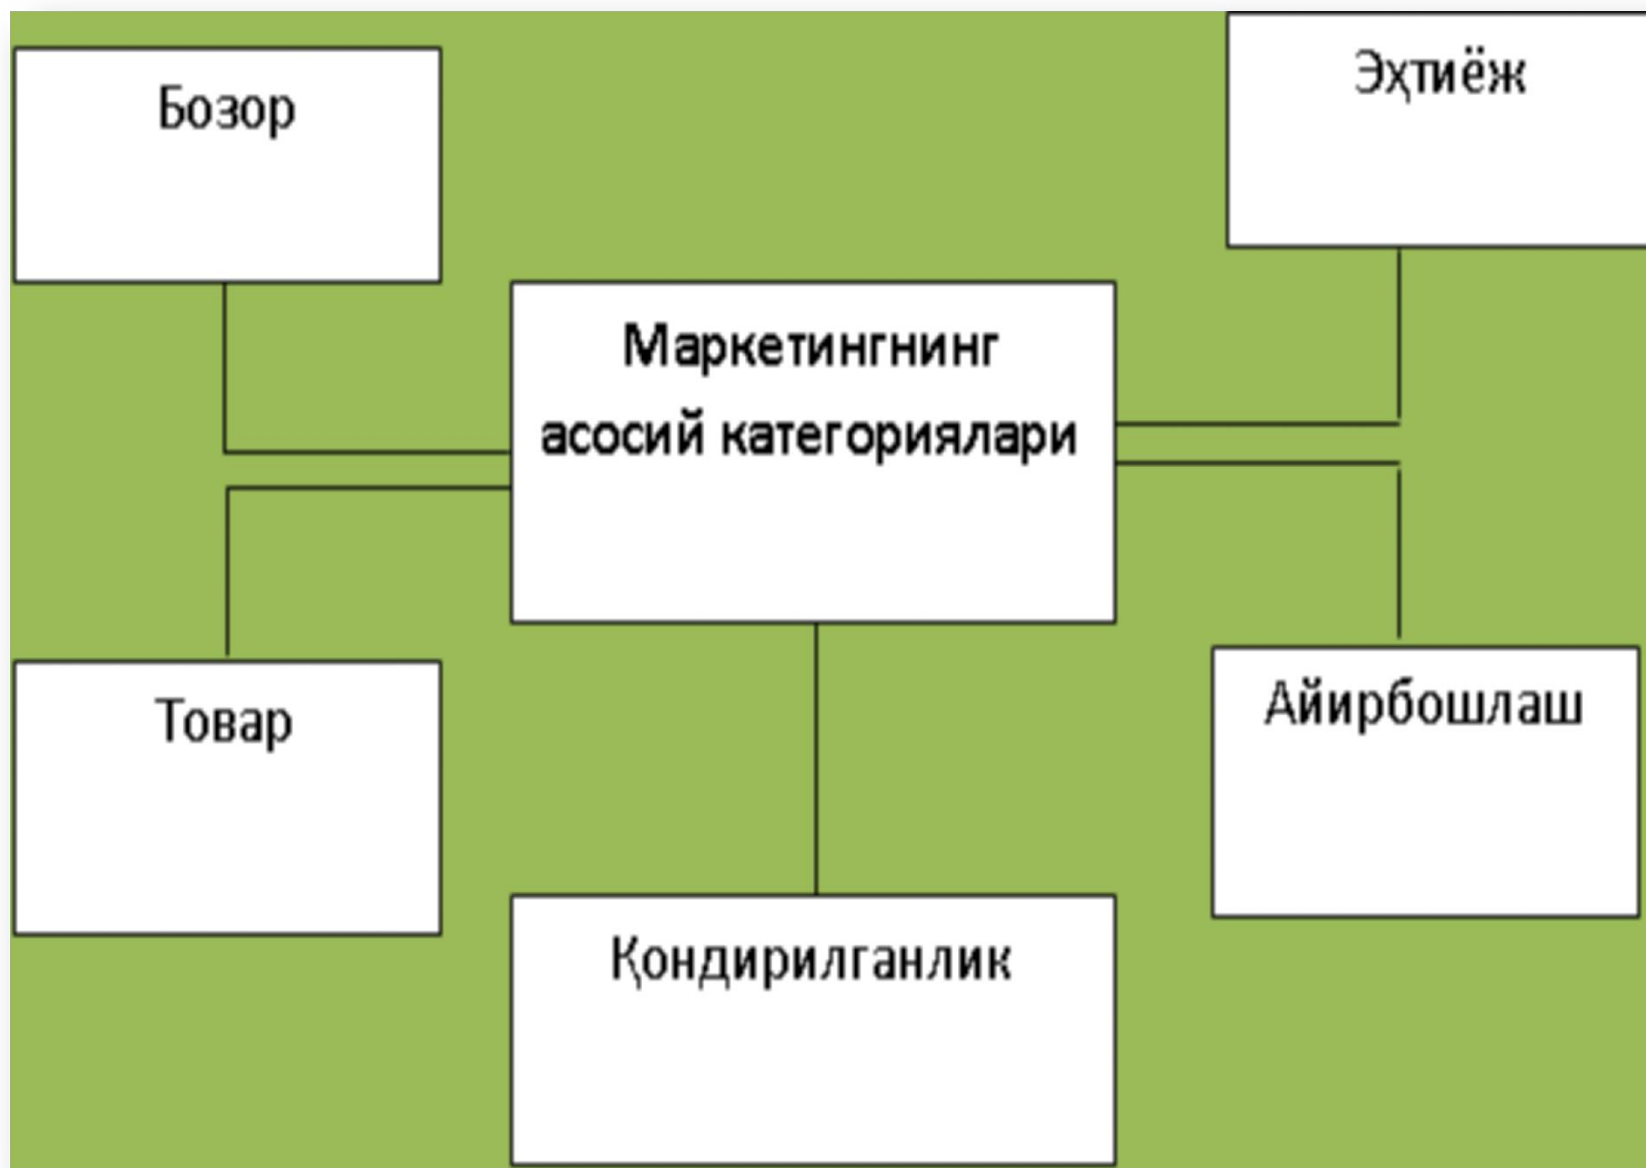 Бозор
Эҳтиёж
Маркетингнинг
асосий категориялари
Товар
Айирбошлаш
Қондирилганлик